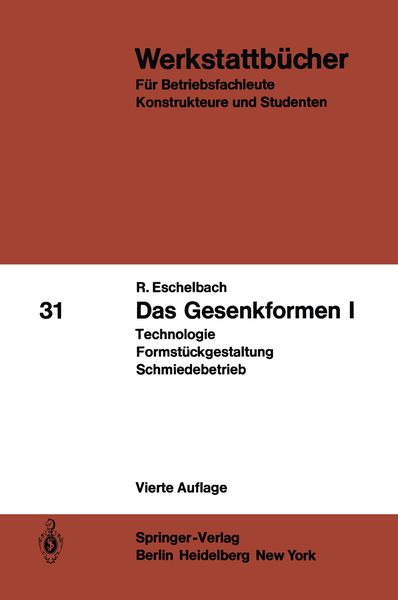 Werkstattbücher
Für Betriebsfachleute
Konstrukteure und Studenten
R. Eschelbach
31 Das Gesenkformen I
Technologie
Formstückgestaltung
Schmiedebetrieb
Vierte Auflage
Springer-Verlag
Berlin Heidelberg New York